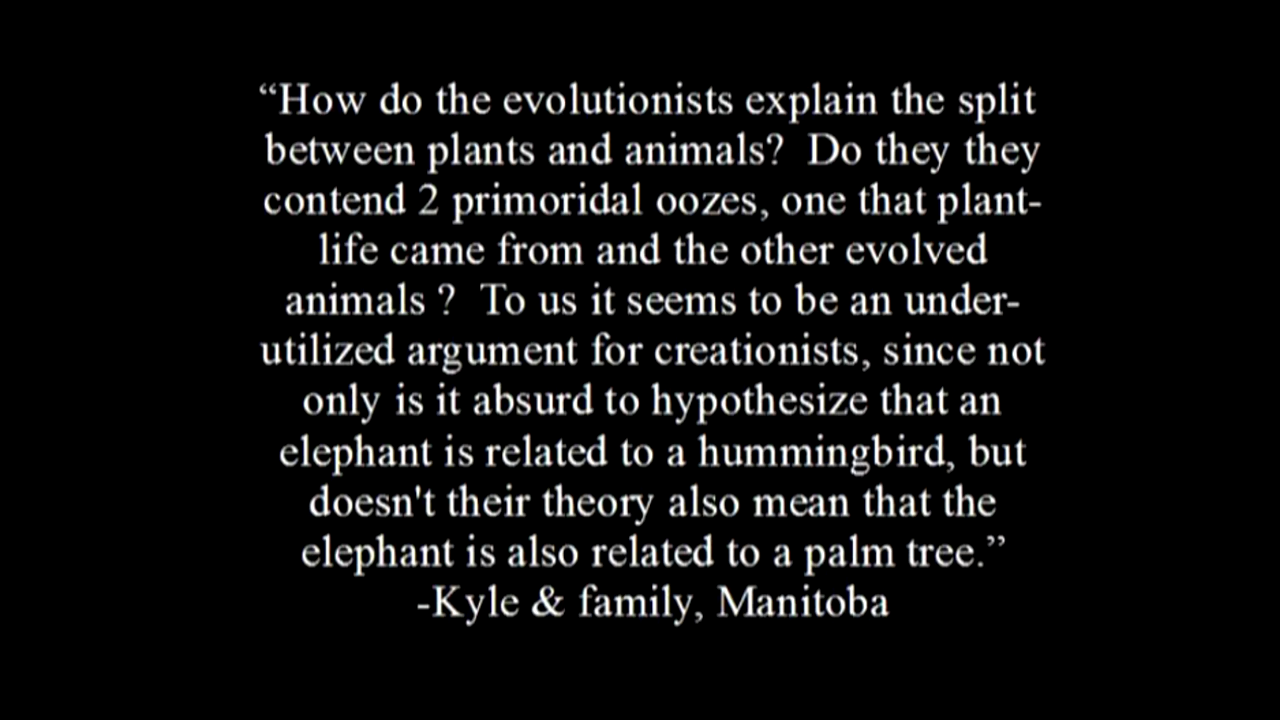 “How do the evolutionists explain the split
between plants and animals?  Do they they
contend 2 primoridal oozes, one that plant-
life came from and the other evolved
animals ?  To us it seems to be an under-
utilized argument for creationists, since not
only is it absurd to hypothesize that an
elephant is related to a hummingbird, but
doesn't their theory also mean that the
elephant is also related to a palm tree.”
-Kyle & family, Manitoba